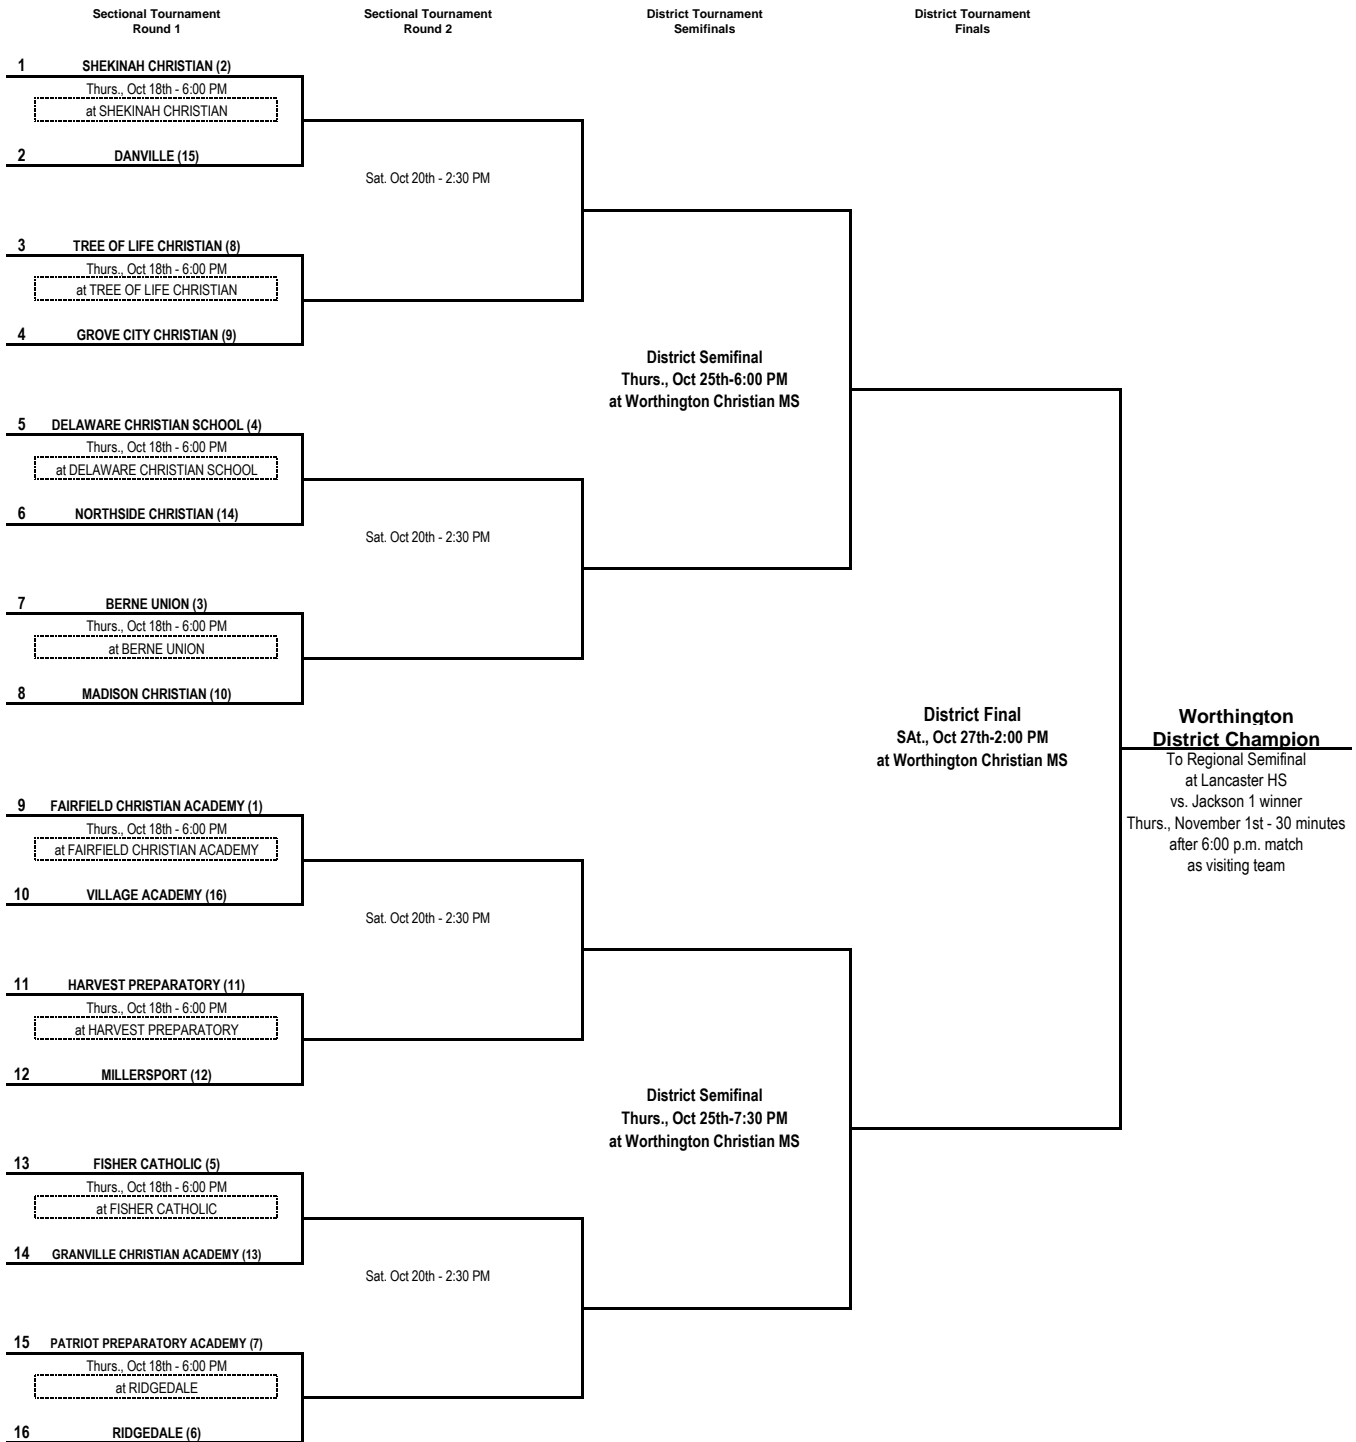 Sectional Tournament
Round 1
Sectional Tournament
Round 2
District Tournament
Semifinals
District Tournament
Finals
1 SHEKINAH CHRISTIAN (2)
Thurs., Oct 18th - 6:00 PM
at SHEKINAH CHRISTIAN
2 DANVILLE (15)
Sat. Oct 20th - 2:30 PM
3 TREE OF LIFE CHRISTIAN (8)
Thurs., Oct 18th - 6:00 PM
at TREE OF LIFE CHRISTIAN
4 GROVE CITY CHRISTIAN (9)
District Semifinal
Thurs., Oct 25th-6:00 PM
at Worthington Christian MS
5 DELAWARE CHRISTIAN SCHOOL (4)
Thurs., Oct 18th - 6:00 PM
at DELAWARE CHRISTIAN SCHOOL
6 NORTHSIDE CHRISTIAN (14)
Sat. Oct 20th - 2:30 PM
7 BERNE UNION (3)
Thurs., Oct 18th - 6:00 PM
at BERNE UNION
8 MADISON CHRISTIAN (10)
District Final
SAt., Oct 27th-2:00 PM
at Worthington Christian MS
Worthington
District Champion
To Regional Semifinal
at Lancaster HS
vs. Jackson 1 winner
Thurs., November 1st - 30 minutes
after 6:00 p.m. match
as visiting team
9 FAIRFIELD CHRISTIAN ACADEMY (1)
Thurs., Oct 18th - 6:00 PM
at FAIRFIELD CHRISTIAN ACADEMY
10 VILLAGE ACADEMY (16)
Sat. Oct 20th - 2:30 PM
11 HARVEST PREPARATORY (11)
Thurs., Oct 18th - 6:00 PM
at HARVEST PREPARATORY
12 MILLERSPORT (12)
District Semifinal
Thurs., Oct 25th-7:30 PM
at Worthington Christian MS
13 FISHER CATHOLIC (5)
Thurs., Oct 18th - 6:00 PM
at FISHER CATHOLIC
14 GRANVILLE CHRISTIAN ACADEMY (13)
Sat. Oct 20th - 2:30 PM
15 PATRIOT PREPARATORY ACADEMY (7)
Thurs., Oct 18th - 6:00 PM
at RIDGEDALE
16 RIDGEDALE (6)